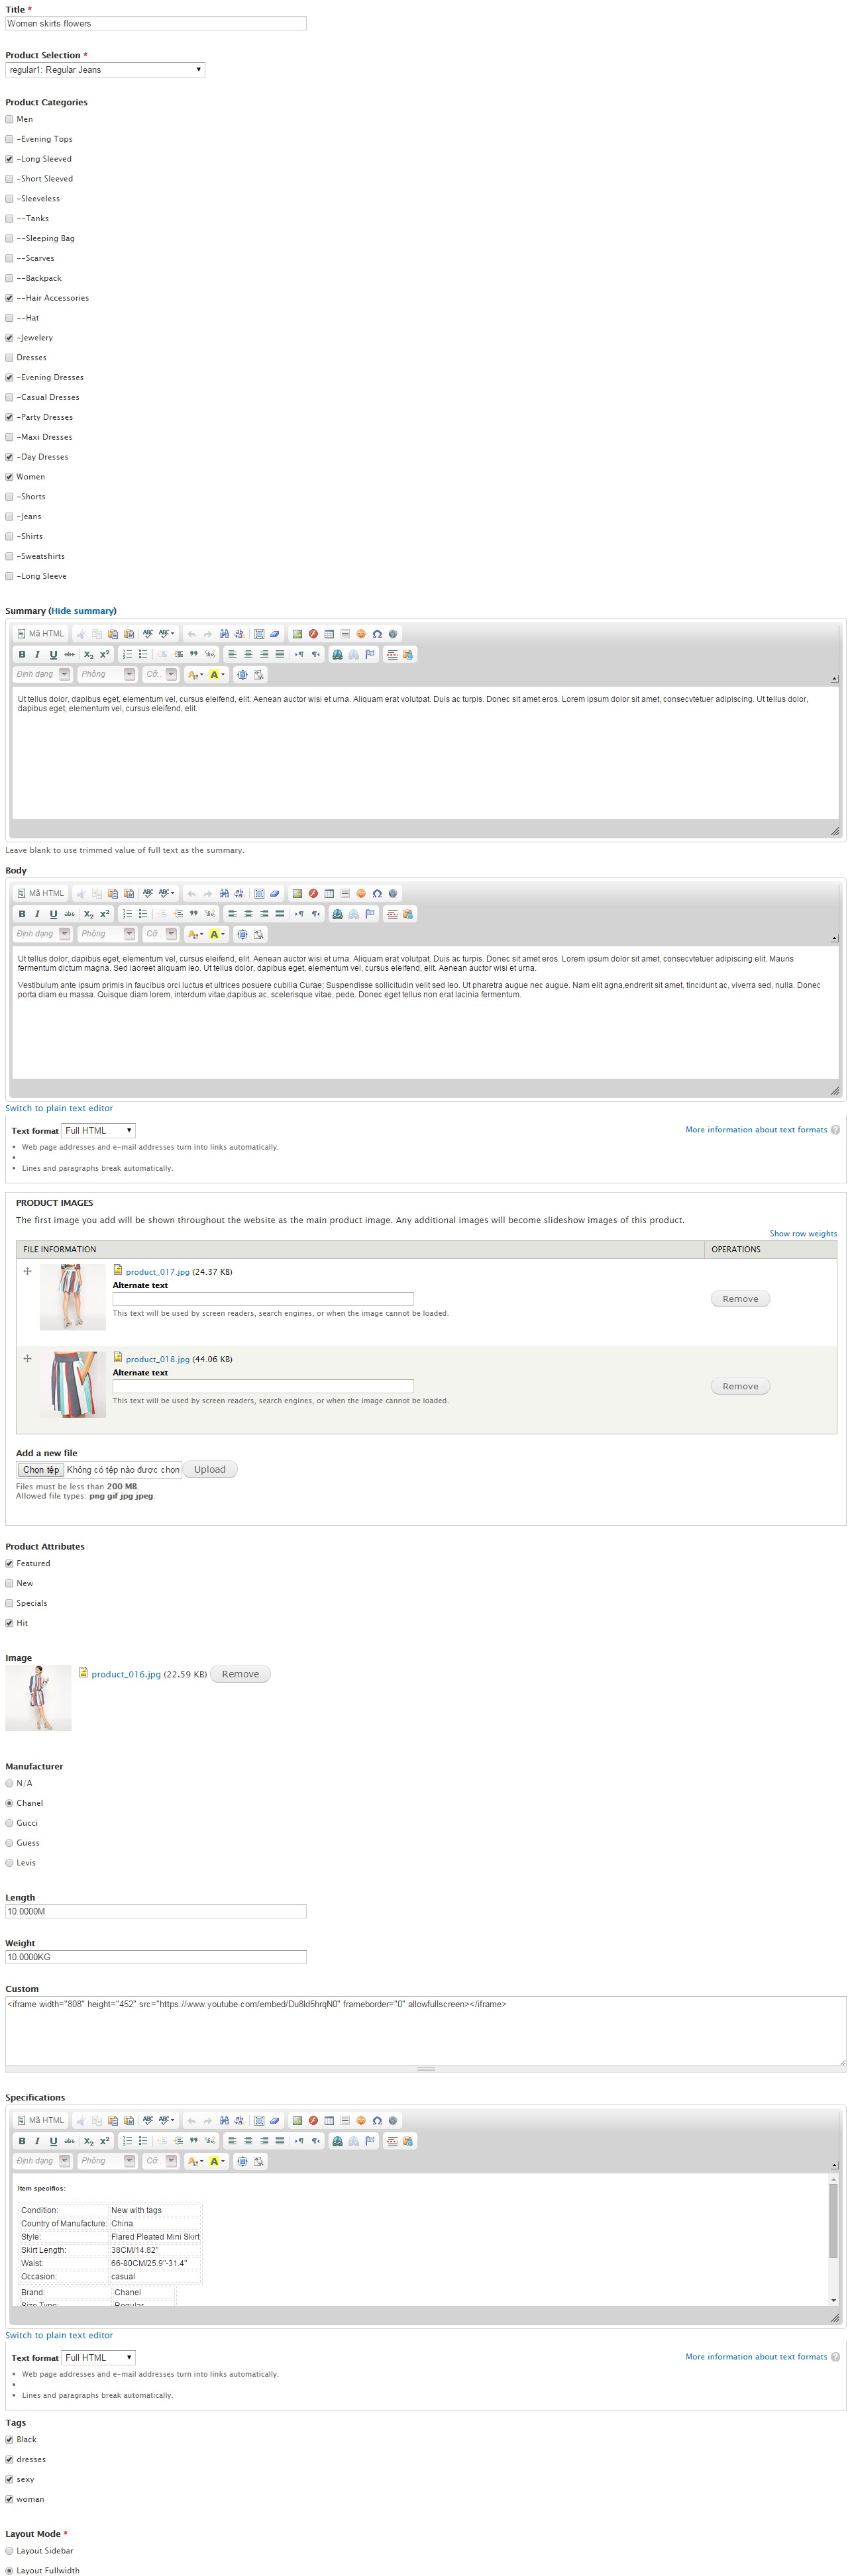 Title *
Women skirts flowers
Product Selection *
regular1: Regular Jeans
Product Categories
Men
-Evening Tops
-Long Sleeved
-Short Sleeved
-Sleeveless
--Tanks
--Sleeping Bag
--Scarves
--Backpack
--Hair Accessories
--Hat
-Jewelery
Dresses
-Evening Dresses
-Casual Dresses
-Party Dresses
-Maxi Dresses
-Day Dresses
Women
-Shorts
-Jeans
-Shirts
-Sweatshirts
-Long Sleeve
Summary (Hide summary)
Mã HTML
Định dạng Phông Cỡ...
Ut tellus dolor, dapibus eget, elementum vel, cursus eleifend, elit. Aenean auctor wisi et urna. Aliquam erat volutpat. Duis ac turpis. Donec sit amet eros. Lorem ipsum dolor sit amet, consecvtetuer adipiscing. Ut tellus dolor,
dapibus eget, elementum vel, cursus eleifend, elit.
Leave blank to use trimmed value of full text as the summary.
Body
Mã HTML
Định dạng Phông Cỡ...
Ut tellus dolor, dapibus eget, elementum vel, cursus eleifend, elit. Aenean auctor wisi et urna. Aliquam erat volutpat. Duis ac turpis. Donec sit amet eros. Lorem ipsum dolor sit amet, consecvtetuer adipiscing elit. Mauris
fermentum dictum magna. Sed laoreet aliquam leo. Ut tellus dolor, dapibus eget, elementum vel, cursus eleifend, elit. Aenean auctor wisi et urna.
Vestibulum ante ipsum primis in faucibus orci luctus et ultrices posuere cubilia Curae; Suspendisse sollicitudin velit sed leo. Ut pharetra augue nec augue. Nam elit agna,endrerit sit amet, tincidunt ac, viverra sed, nulla. Donec
porta diam eu massa. Quisque diam lorem, interdum vitae,dapibus ac, scelerisque vitae, pede. Donec eget tellus non erat lacinia fermentum.
Switch to plain text editor
Text format Full HTML
More information about text formats
Web page addresses and e-mail addresses turn into links automatically.
Lines and paragraphs break automatically.
PRODUCT IMAGES
The first image you add will be shown throughout the website as the main product image. Any additional images will become slideshow images of this product.
Show row weights
FILE INFORMATION OPERATIONS
product_017.jpg (24.37 KB)
Alternate text
Remove
This text will be used by screen readers, search engines, or when the image cannot be loaded.
product_018.jpg (44.06 KB)
Alternate text
Remove
This text will be used by screen readers, search engines, or when the image cannot be loaded.
Add a new file
Chọn tệp Không có tệp nào được chọn Upload
Files must be less than 200 MB.
Allowed file types: png gif jpg jpeg.
Product Attributes
Featured
New
Specials
Hit
Image
product_016.jpg (22.59 KB) Remove
Manufacturer
N/A
Chanel
Gucci
Guess
Levis
Length
10.0000M
Weight
10.0000KG
Custom
<iframe width="808" height="452" src="https://www.youtube.com/embed/Du8ld5hrqN0" frameborder="0" allowfullscreen></iframe>
Specifications
Mã HTML
Định dạng Phông Cỡ...
Item specifics:
Condition: New with tags
Country of Manufacture: China
Style: Flared Pleated Mini Skirt
Skirt Length: 38CM/14.82"
Waist: 66-80CM/25.9"-31.4"
Occasion: casual
Brand: Chanel
Size Type: Regular
Switch to plain text editor
Text format Full HTML
More information about text formats
Web page addresses and e-mail addresses turn into links automatically.
Lines and paragraphs break automatically.
Tags
Black
dresses
sexy
woman
Layout Mode *
Layout Sidebar
Layout Fullwidth